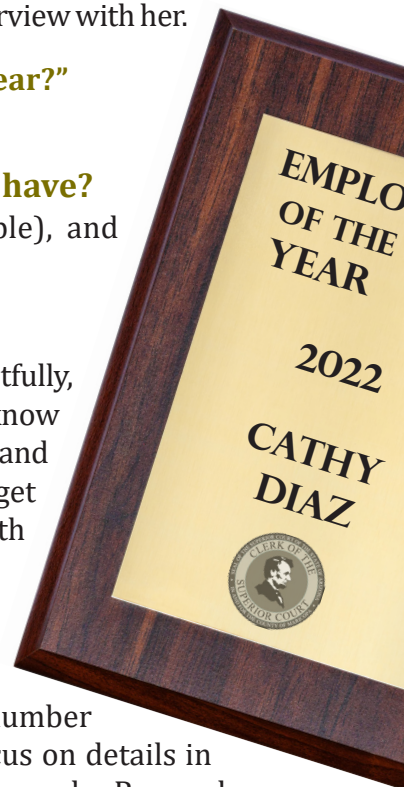 rview with her.
ear?”
have?
ble), and
tfully,
know
and
get
th
umber
cus on details in
EMPLO
OF THE
YEAR
2022
CATHY
DIAZ
CLERK OF THE
SUPERIOR COURT